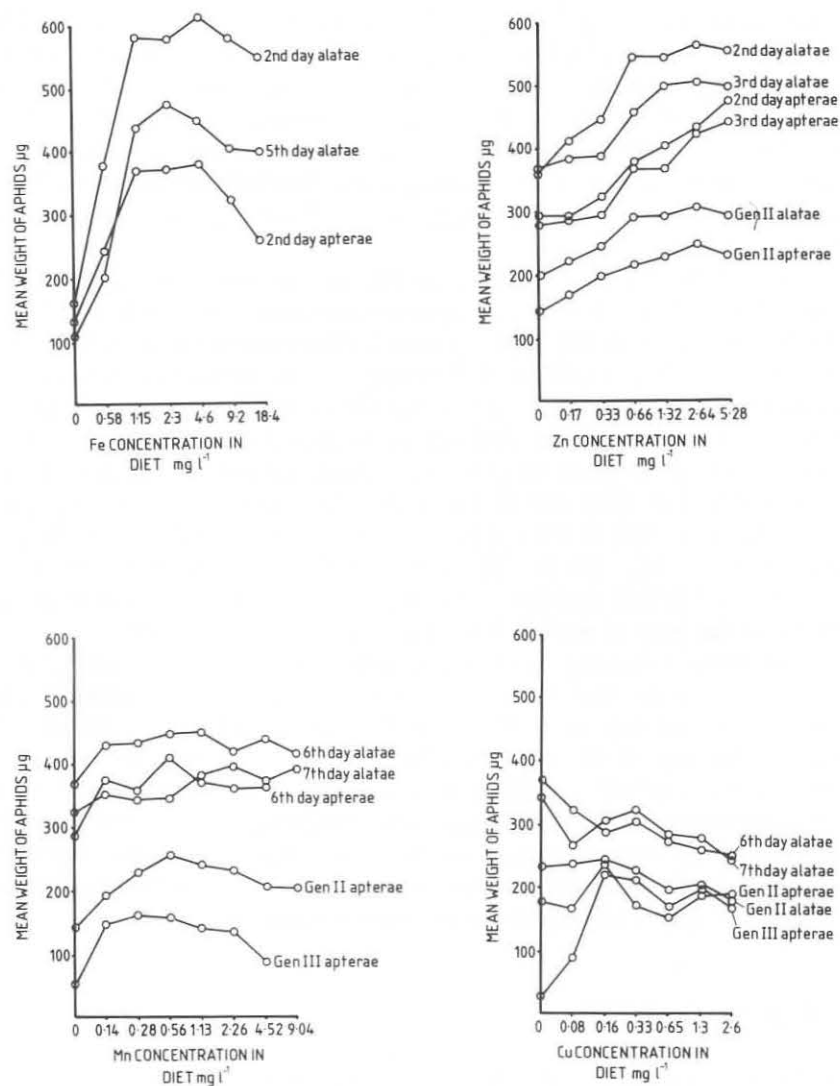 600
500
400
300
200
100
MEAN WEIGHT OF APHIDS µg
2nd day alatae
5th day alatae
2nd day apterae
0 0·58 1·15 2·3 4·6 9·2 18·4
Fe CONCENTRATION IN
DIET mg l⁻¹
600
500
400
300
200
100
MEAN WEIGHT OF APHIDS µg
2nd day alatae
3rd day alatae
2nd day apterae
3rd day apterae
Gen II alatae
Gen II apterae
0 0·17 0·33 0·66 1·32 2·64 5·28
Zn CONCENTRATION IN
DIET mg l⁻¹
600
500
400
300
200
100
MEAN WEIGHT OF APHIDS µg
6th day alatae
7th day alatae
6th day apterae
Gen II apterae
Gen III apterae
0 0·14 0·28 0·56 1·13 2·26 4·52 9·04
Mn CONCENTRATION IN
DIET mg l⁻¹
600
500
400
300
200
100
MEAN WEIGHT OF APHIDS µg
6th day alatae
7th day alatae
Gen II apterae
Gen II alatae
Gen III apterae
0 0·08 0·16 0·33 0·65 1·3 2·6
Cu CONCENTRATION IN
DIET mg l⁻¹